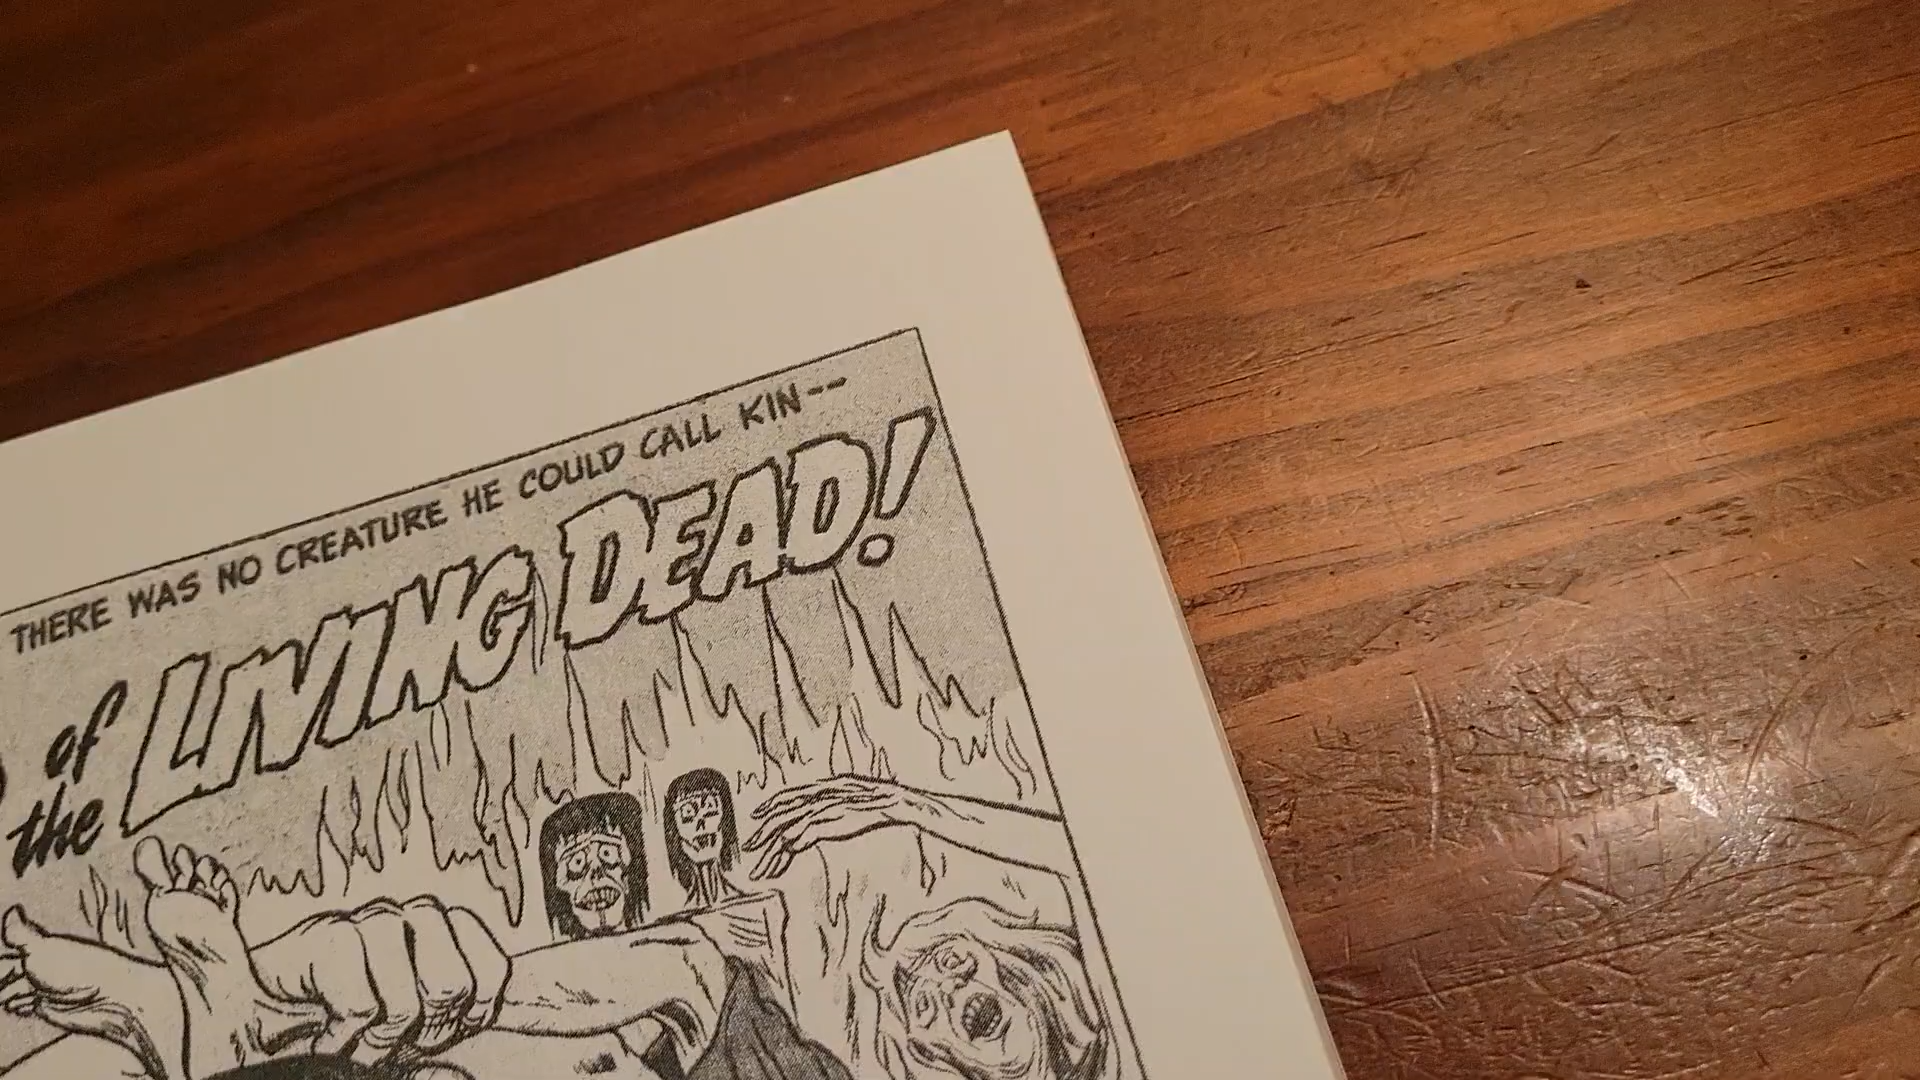 THERE WAS NO CREATURE HE COULD CALL KIN--
of
the
LIVING DEAD!